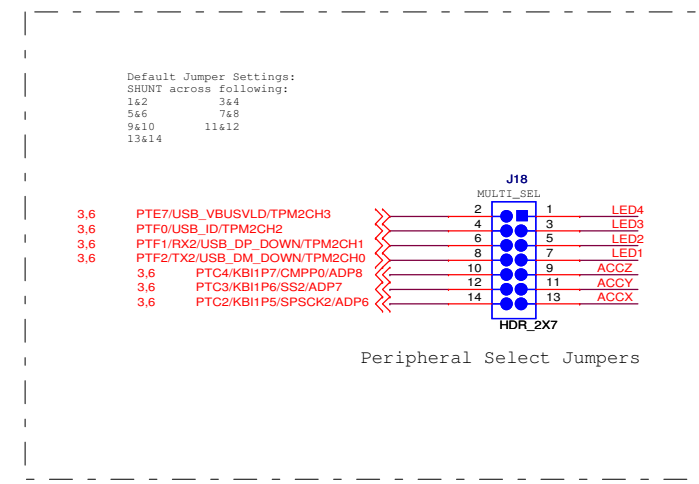 Default Jumper Settings:
SHUNT across following:
1&2 3&4
5&6 7&8
9&10 11&12
13&14
J18
MULTI_SEL
3,6 PTE7/USB_VBUSVLD/TPM2CH3 2 1 LED4
3,6 PTF0/USB_ID/TPM2CH2 4 3 LED3
3,6 PTF1/RX2/USB_DP_DOWN/TPM2CH1 6 5 LED2
3,6 PTF2/TX2/USB_DM_DOWN/TPM2CH0 8 7 LED1
3,6 PTC4/KBI1P7/CMPP0/ADP8 10 9 ACCZ
3,6 PTC3/KBI1P6/SS2/ADP7 12 11 ACCY
3,6 PTC2/KBI1P5/SPSCK2/ADP6 14 13 ACCX
HDR_2X7
Peripheral Select Jumpers